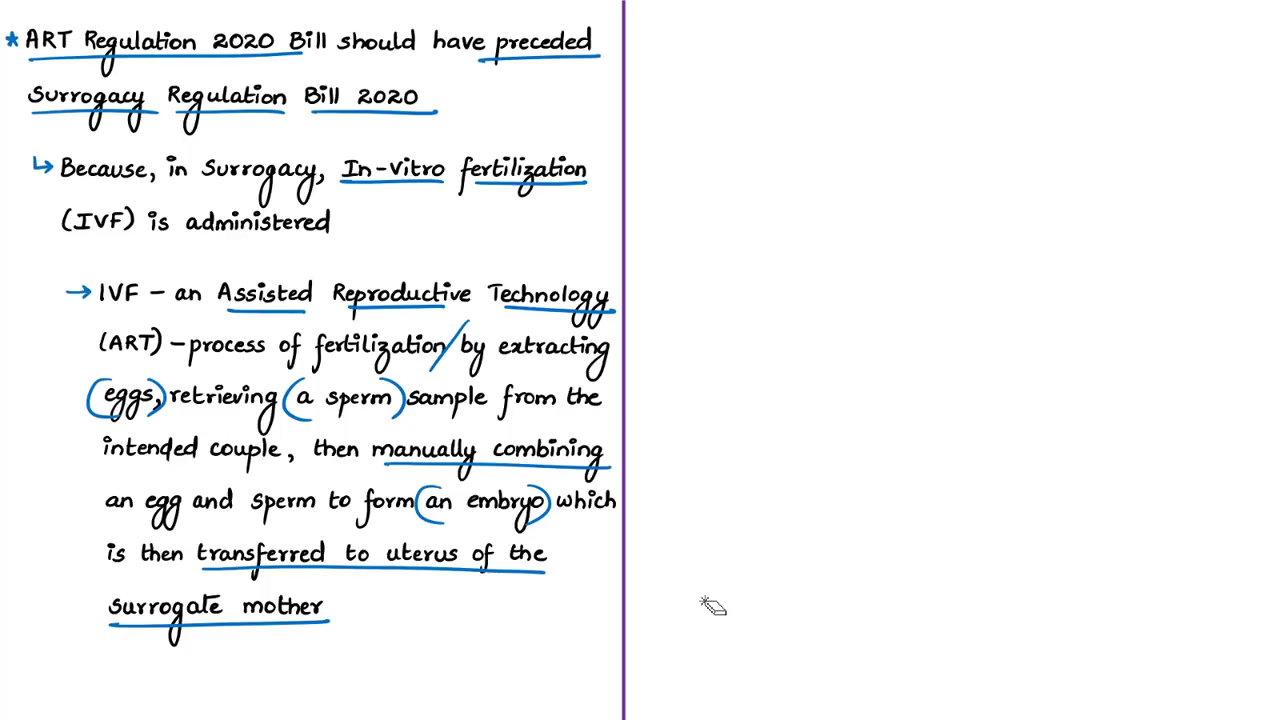 * ART Regulation 2020 Bill should have preceded
Surrogacy Regulation Bill 2020
↳ Because, in Surrogacy, In-Vitro fertilization
(IVF) is administered
→ IVF - an Assisted Reproductive Technology
(ART) - process of fertilization / by extracting
(eggs,) retrieving (a sperm) sample from the
intended couple, then manually combining
an egg and sperm to form (an embryo) which
is then transferred to uterus of the
surrogate mother